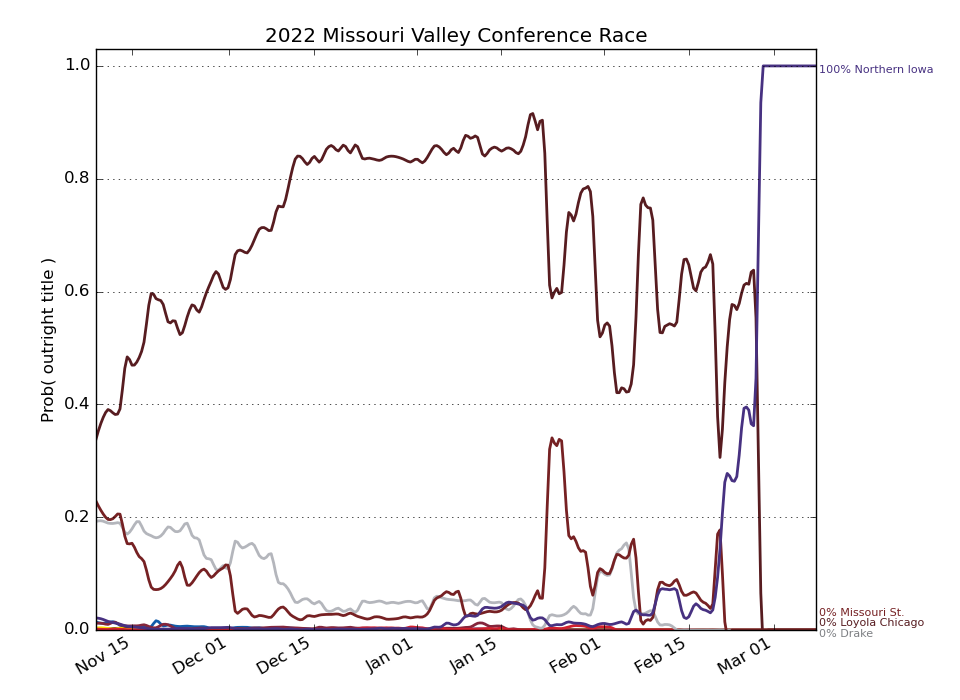 2022 Missouri Valley Conference Race
Prob( outright title )
1.0
0.8
0.6
0.4
0.2
0.0
100% Northern Iowa
0% Missouri St.
0% Loyola Chicago
0% Drake
Nov 15
Dec 01
Dec 15
Jan 01
Jan 15
Feb 01
Feb 15
Mar 01